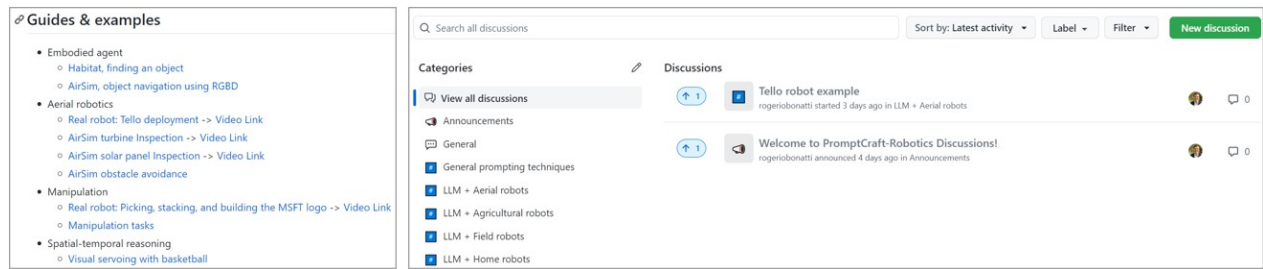 Guides & examples
• Embodied agent
◦ Habitat, finding an object
◦ AirSim, object navigation using RGBD
• Aerial robotics
◦ Real robot: Tello deployment -> Video Link
◦ AirSim turbine Inspection -> Video Link
◦ AirSim solar panel Inspection -> Video Link
◦ AirSim obstacle avoidance
• Manipulation
◦ Real robot: Picking, stacking, and building the MSFT logo -> Video Link
◦ Manipulation tasks
• Spatial-temporal reasoning
◦ Visual servoing with basketball
Search all discussions
Sort by: Latest activity
Label
Filter
New discussion
Categories
View all discussions
Announcements
General
General prompting techniques
LLM + Aerial robots
LLM + Agricultural robots
LLM + Field robots
LLM + Home robots
Discussions
1
Tello robot example
rogeriobonatti started 3 days ago in LLM + Aerial robots
0
1
Welcome to PromptCraft-Robotics Discussions!
rogeriobonatti announced 4 days ago in Announcements
0